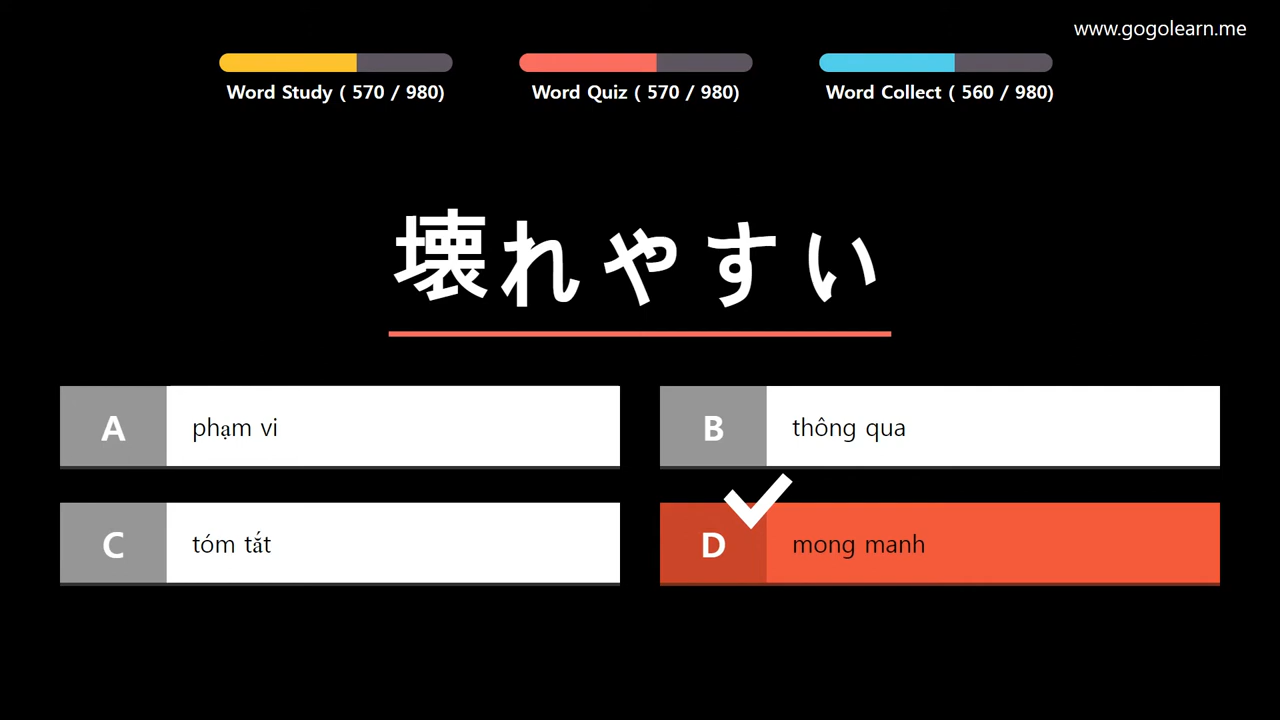 www.gogolearn.me
Word Study ( 570 / 980)
Word Quiz ( 570 / 980)
Word Collect ( 560 / 980)
壊れやすい
A phạm vi
B thông qua
C tóm tắt
D mong manh